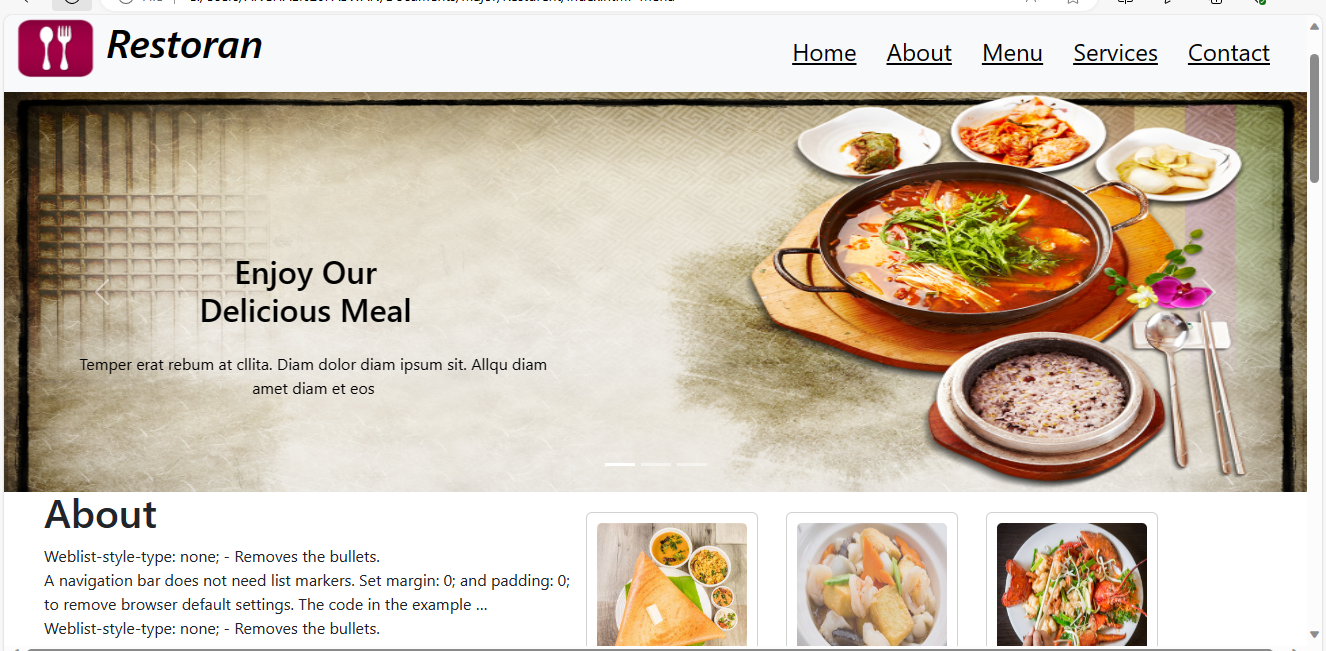 Restoran
Home About Menu Services Contact
Enjoy Our
Delicious Meal
Temper erat rebum at cllita. Diam dolor diam ipsum sit. Allqu diam
amet diam et eos
About
Weblist-style-type: none; - Removes the bullets.
A navigation bar does not need list markers. Set margin: 0; and padding: 0;
to remove browser default settings. The code in the example ...
Weblist-style-type: none; - Removes the bullets.